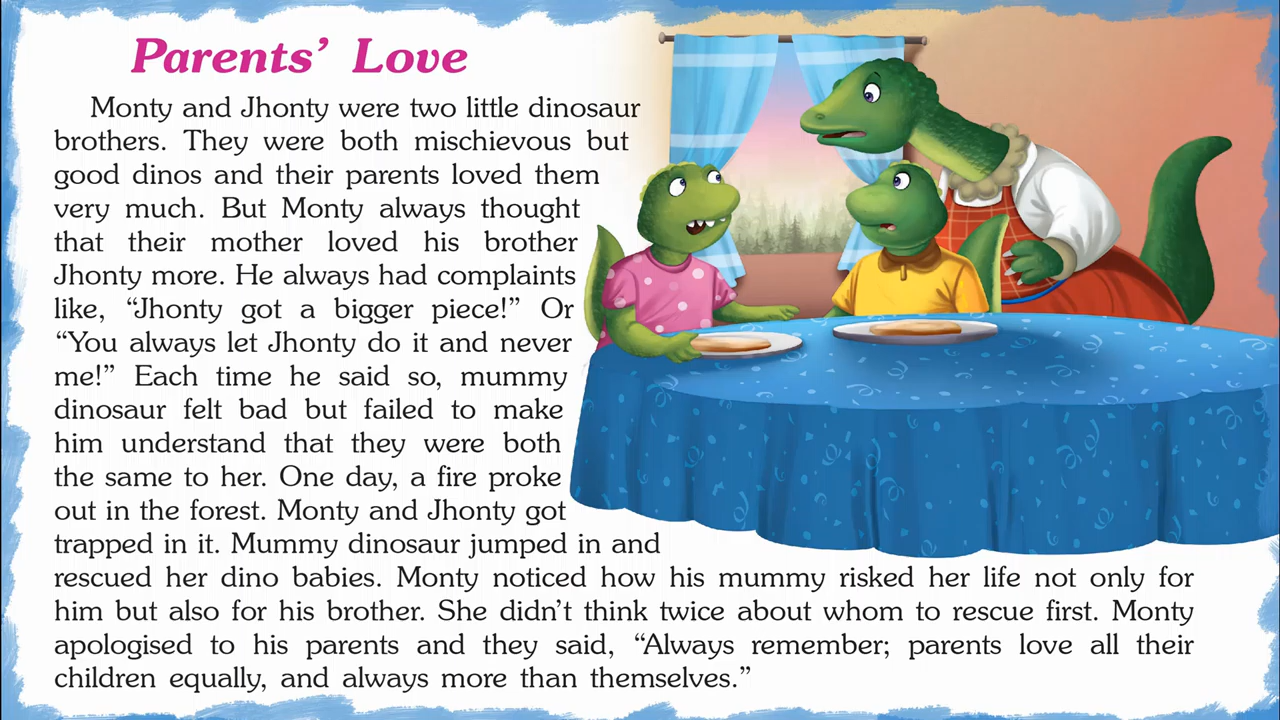 Parents’ Love
Monty and Jhonty were two little dinosaur
brothers. They were both mischievous but
good dinos and their parents loved them
very much. But Monty always thought
that their mother loved his brother
Jhonty more. He always had complaints
like, “Jhonty got a bigger piece!” Or
“You always let Jhonty do it and never
me!” Each time he said so, mummy
dinosaur felt bad but failed to make
him understand that they were both
the same to her. One day, a fire proke
out in the forest. Monty and Jhonty got
trapped in it. Mummy dinosaur jumped in and
rescued her dino babies. Monty noticed how his mummy risked her life not only for
him but also for his brother. She didn’t think twice about whom to rescue first. Monty
apologised to his parents and they said, “Always remember; parents love all their
children equally, and always more than themselves.”